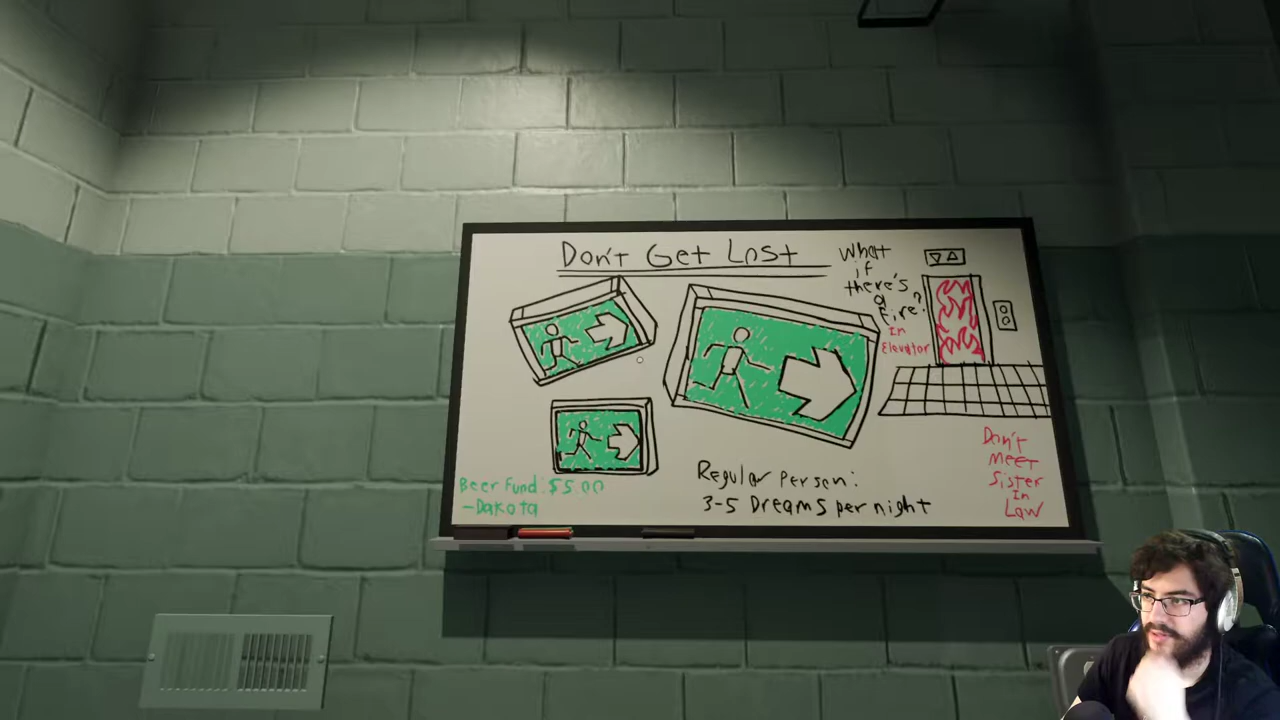 Don't Get Lost
What
if
there's
a
fire?
In
Elevator
Beer Fund: $5.00
-Dakota
Regular Person:
3-5 Dreams per night
Don't
Meet
Sister
In
Law